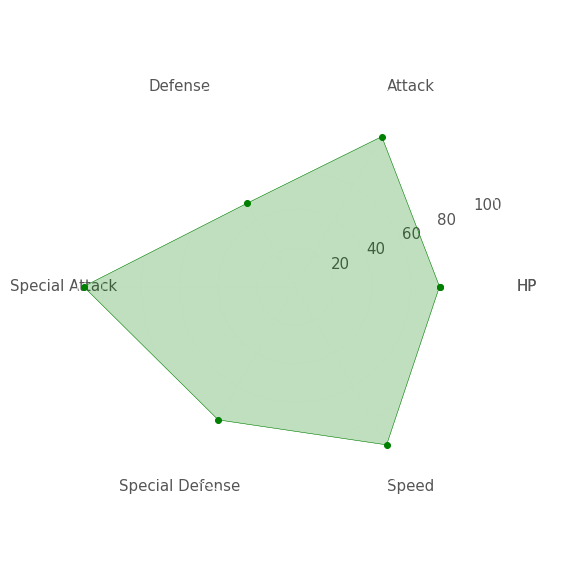 Defense
Attack
100
80
60
40
20
Special Attack
HP
Special Defense
Speed